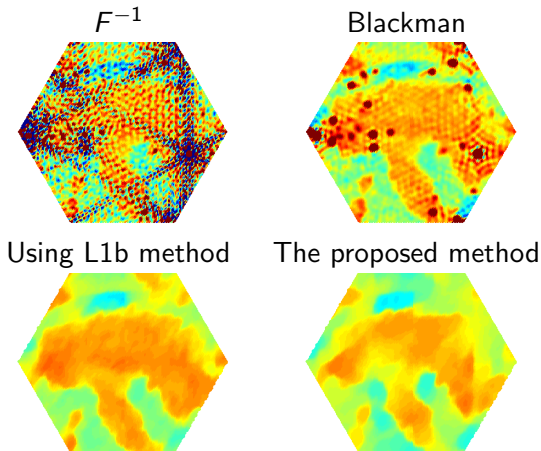 F⁻¹
Blackman
Using L1b method
The proposed method